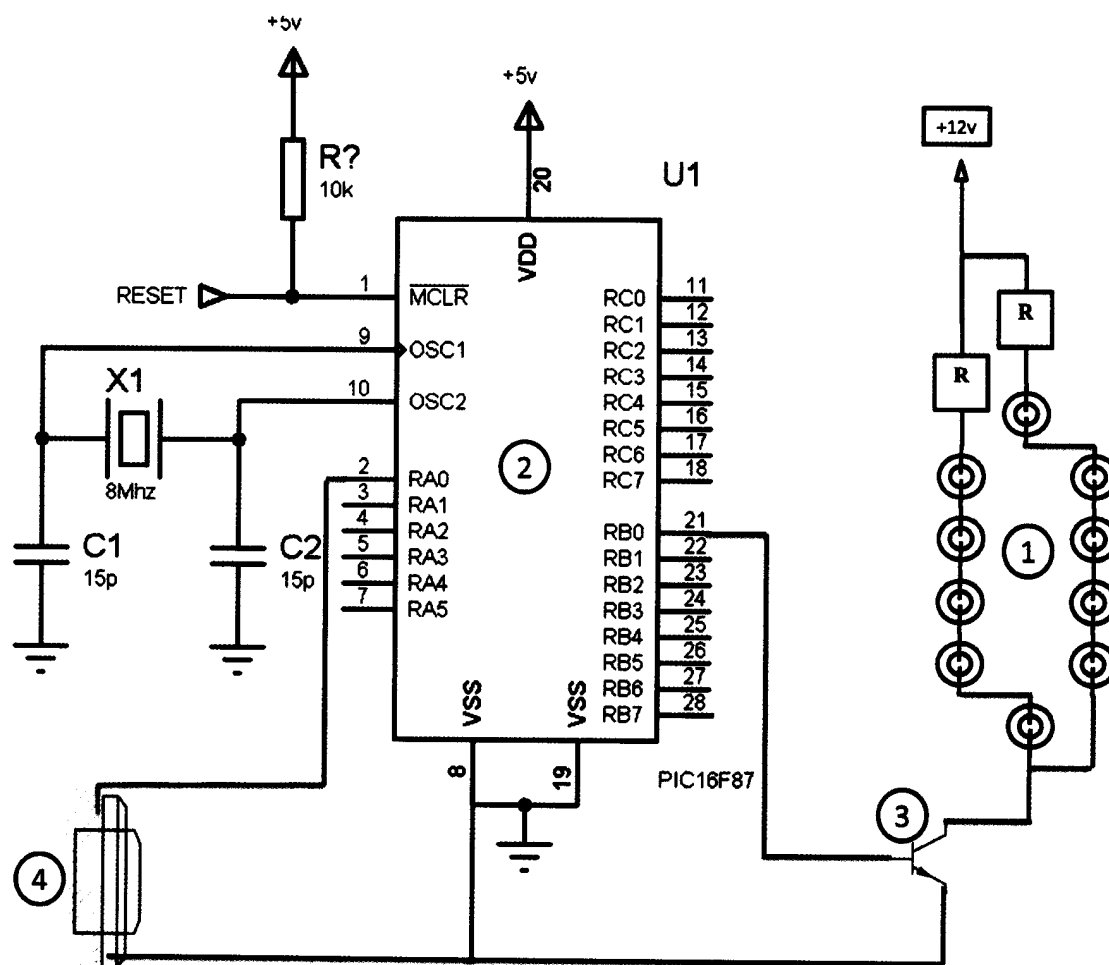 +5v
+5v
+12v
R?
10k
20
U1
VDD
R
RESET
1
MCLR
RC0
11
R
9
OSC1
RC1
12
RC2
13
X1
10
OSC2
RC3
14
RC4
15
RC5
16
8Mhz
2
RA0
2
RC6
17
RC7
18
3
RA1
4
RA2
RB0
21
1
C1
15p
C2
15p
5
RA3
RB1
22
6
RA4
RB2
23
7
RA5
RB3
24
RB4
25
RB5
26
RB6
27
VSS
VSS
RB7
28
8
19
PIC16F87
3
4